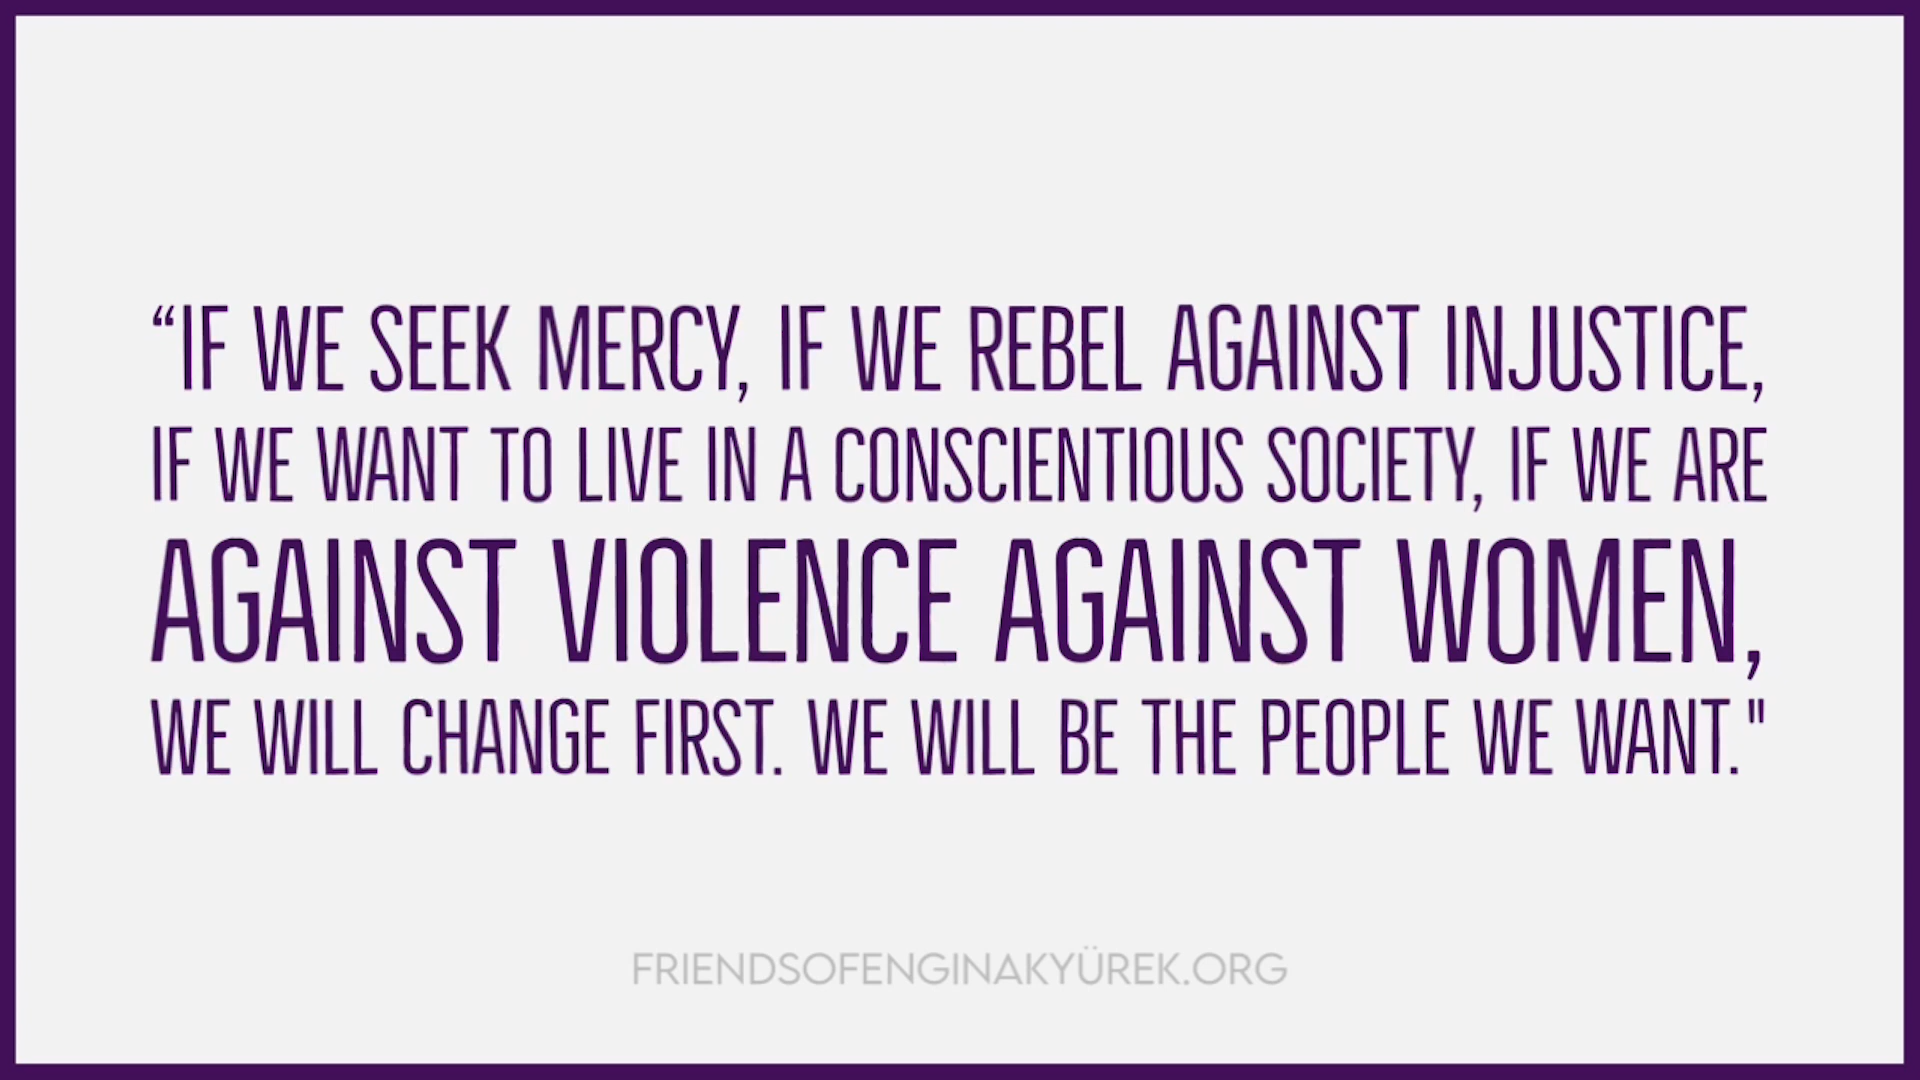 “IF WE SEEK MERCY, IF WE REBEL AGAINST INJUSTICE,
IF WE WANT TO LIVE IN A CONSCIENTIOUS SOCIETY, IF WE ARE
AGAINST VIOLENCE AGAINST WOMEN,
WE WILL CHANGE FIRST. WE WILL BE THE PEOPLE WE WANT."
FRIENDSOFENGINAKYÜREK.ORG